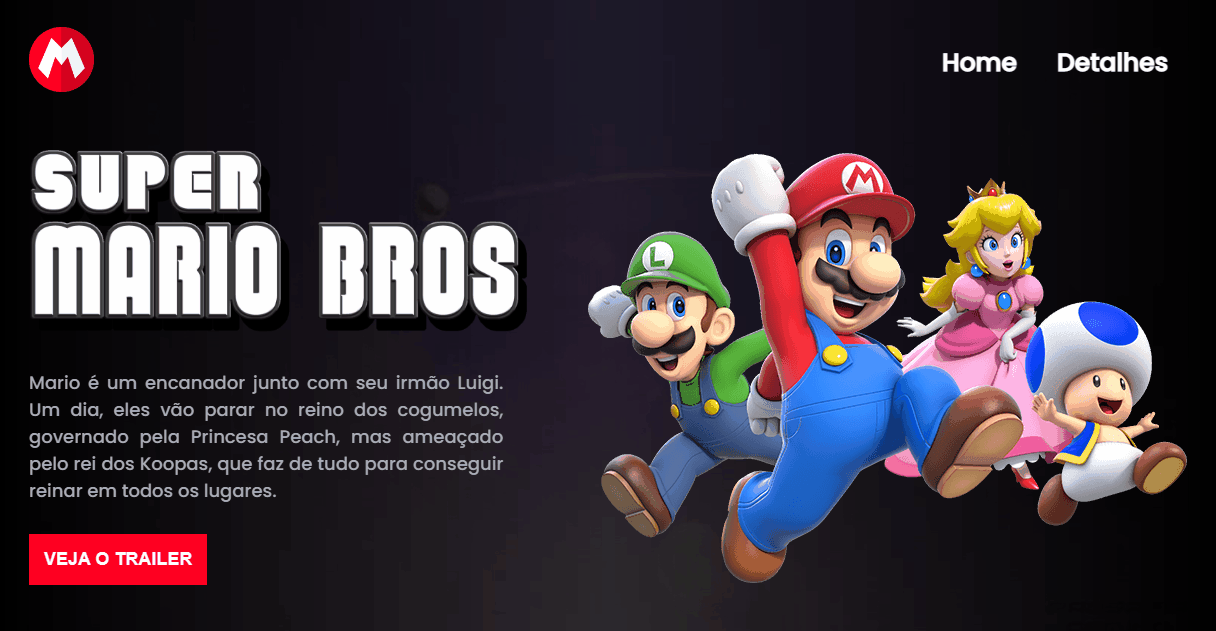 M
Home
Detalhes
SUPER
MARIO BROS
L
M
Mario é um encanador junto com seu irmão Luigi.
Um dia, eles vão parar no reino dos cogumelos,
governado pela Princesa Peach, mas ameaçado
pelo rei dos Koopas, que faz de tudo para conseguir
reinar em todos os lugares.
VEJA O TRAILER